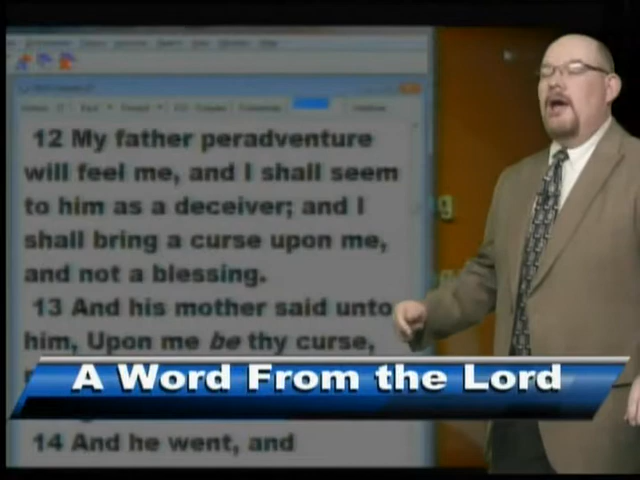 12 My father peradventure
will feel me, and I shall seem
to him as a deceiver; and I
shall bring a curse upon me,
and not a blessing.
13 And his mother said unto
him, Upon me be thy curse,
A Word From the Lord
14 And he went, and